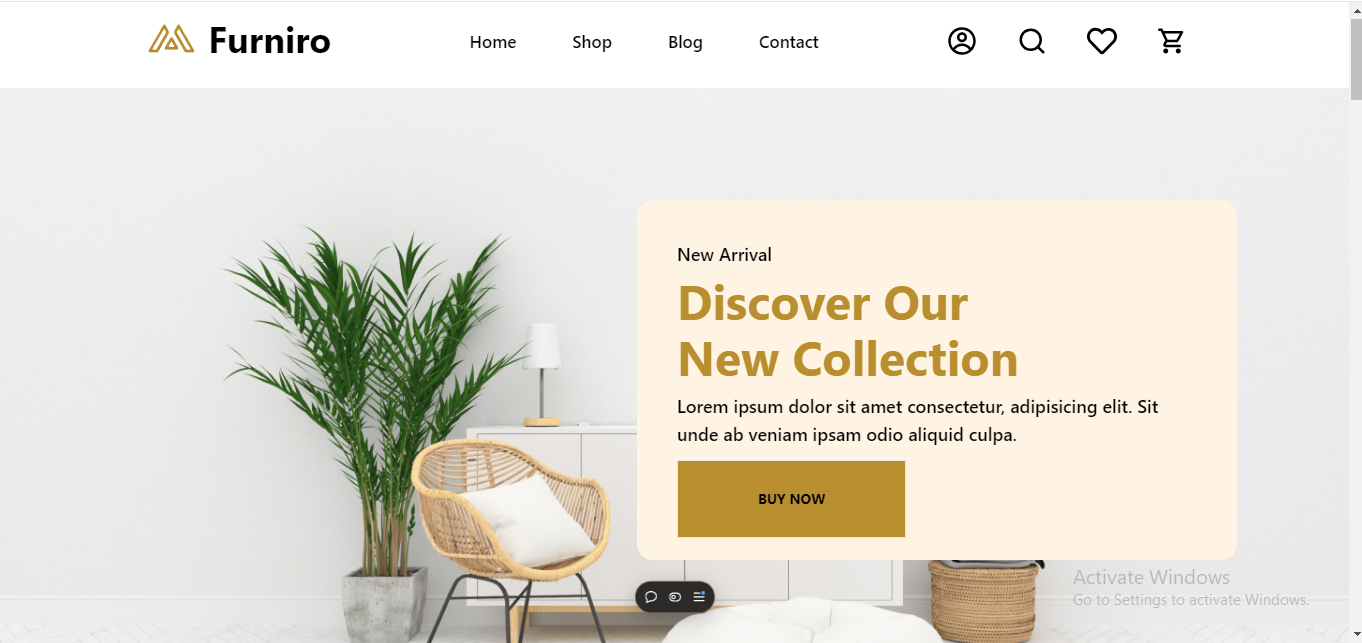 Furniro
Home
Shop
Blog
Contact
New Arrival
Discover Our
New Collection
Lorem ipsum dolor sit amet consectetur, adipisicing elit. Sit
unde ab veniam ipsam odio aliquid culpa.
BUY NOW
Activate Windows
Go to Settings to activate Windows.